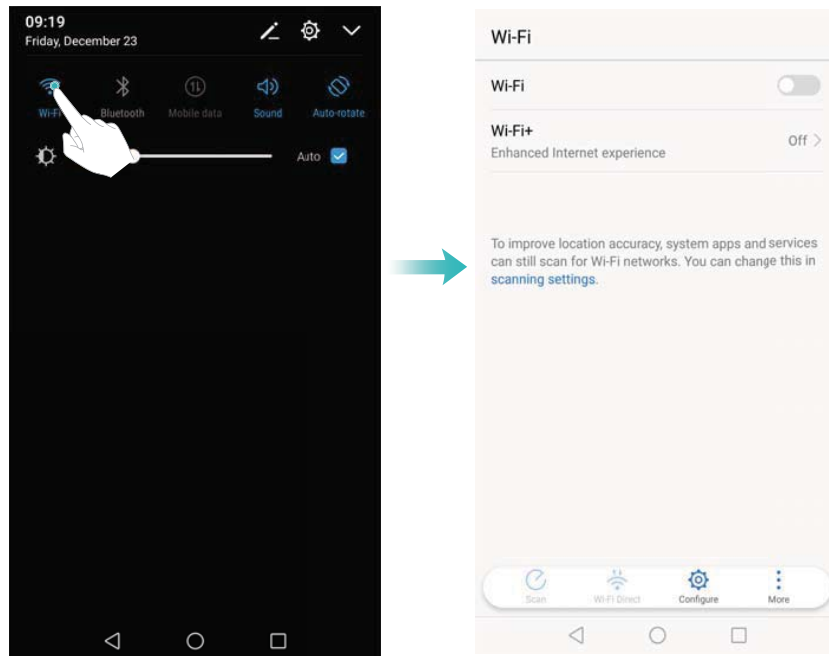 09:19
Friday, December 23
Wi-Fi
Bluetooth
Mobile data
Sound
Auto-rotate
Auto
Wi-Fi
Wi-Fi
Wi-Fi+
Enhanced Internet experience
Off
To improve location accuracy, system apps and services
can still scan for Wi-Fi networks. You can change this in
scanning settings.
Scan
Wi-Fi Direct
Configure
More